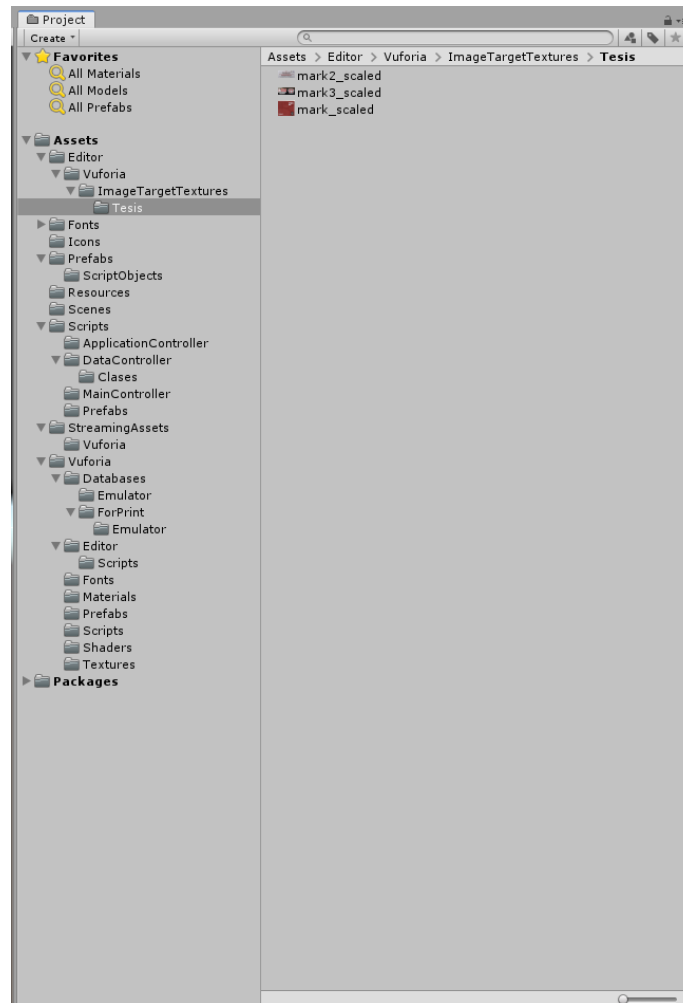 Project
Create
Favorites
All Materials
All Models
All Prefabs
Assets
Editor
Vuforia
ImageTargetTextures
Tesis
Fonts
Icons
Prefabs
ScriptObjects
Resources
Scenes
Scripts
ApplicationController
DataController
Clases
MainController
Prefabs
StreamingAssets
Vuforia
Vuforia
Databases
Emulator
ForPrint
Emulator
Editor
Scripts
Fonts
Materials
Prefabs
Scripts
Shaders
Textures
Packages
Assets > Editor > Vuforia > ImageTargetTextures > Tesis
mark2_scaled
mark3_scaled
mark_scaled